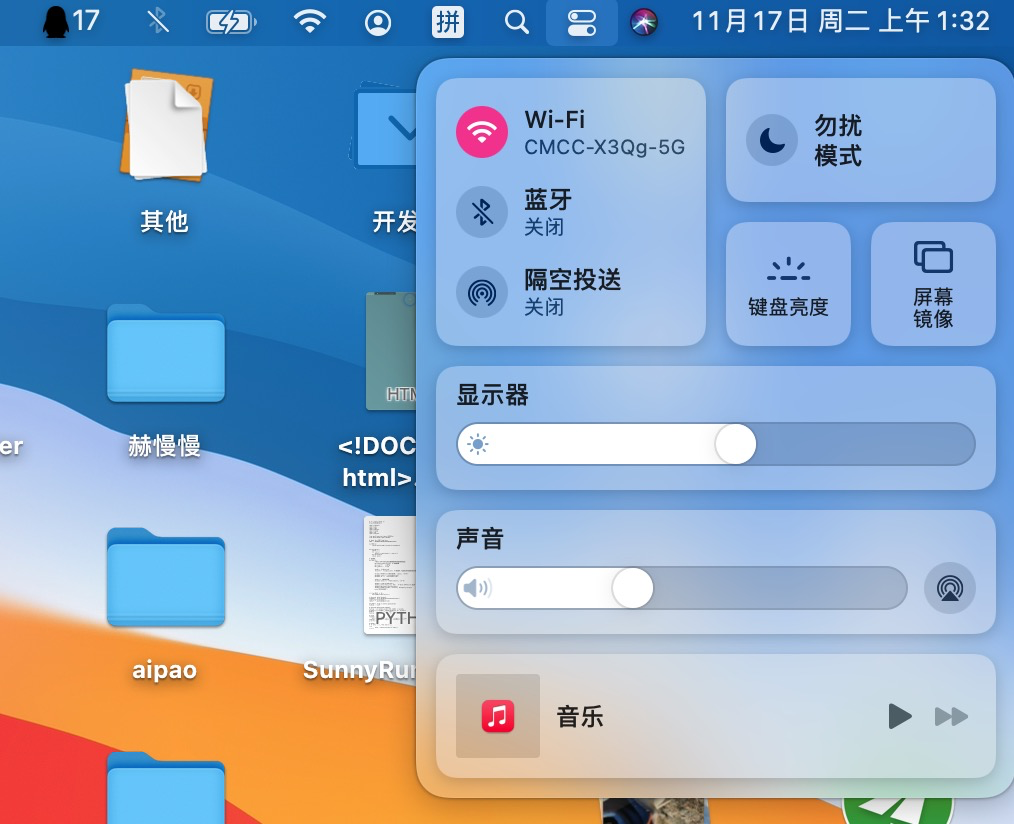 17
拼
11月17日 周二 上午1:32
其他
开发
er
赫慢慢
HTM
<!DOC
html>.
aipao
PYTH
SunnyRu
Wi-Fi
CMCC-X3Qg-5G
蓝牙
关闭
隔空投送
关闭
勿扰
模式
键盘亮度
屏幕
镜像
显示器
声音
音乐